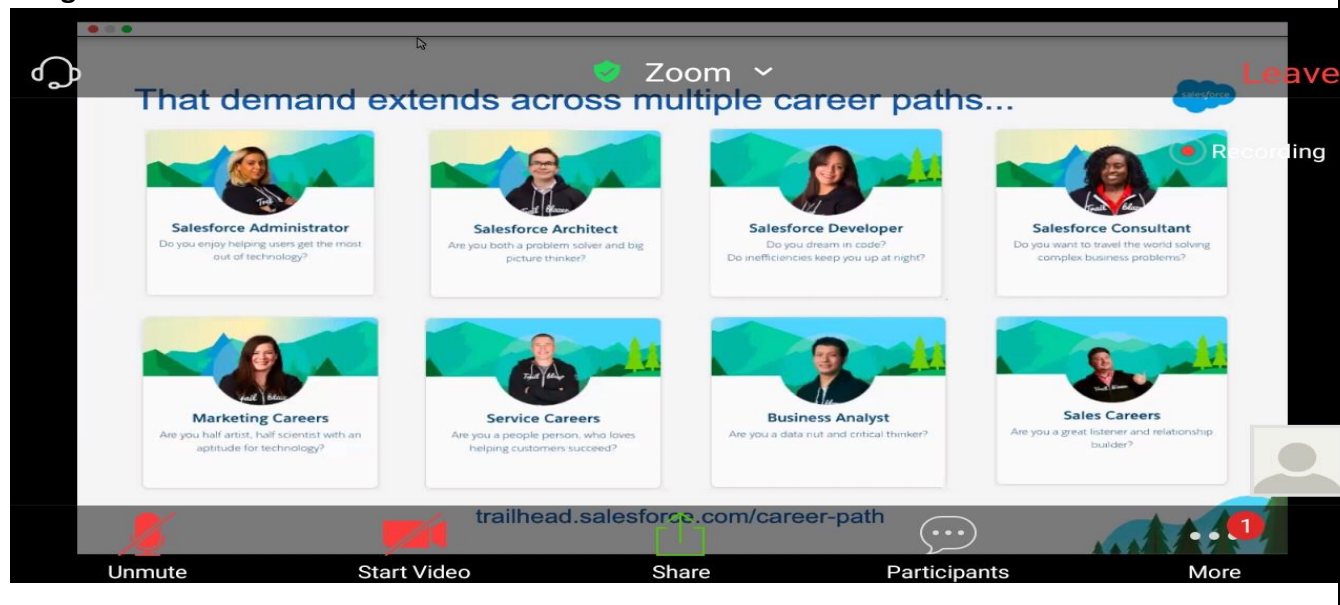 Zoom
Leave
That demand extends across multiple career paths...
salesforce
Recording
Salesforce Administrator
Do you enjoy helping users get the most
out of technology?
Salesforce Architect
Are you both a problem solver and big
picture thinker?
Salesforce Developer
Do you dream in code?
Do inefficiencies keep you up at night?
Salesforce Consultant
Do you want to travel the world solving
complex business problems?
Marketing Careers
Are you half artist, half scientist with an
aptitude for technology?
Service Careers
Are you a people person, who loves
helping customers succeed?
Business Analyst
Are you a data nut and critical thinker?
Sales Careers
Are you a great listener and relationship
builder?
trailhead.salesforce.com/career-path
1
Unmute
Start Video
Share
Participants
More